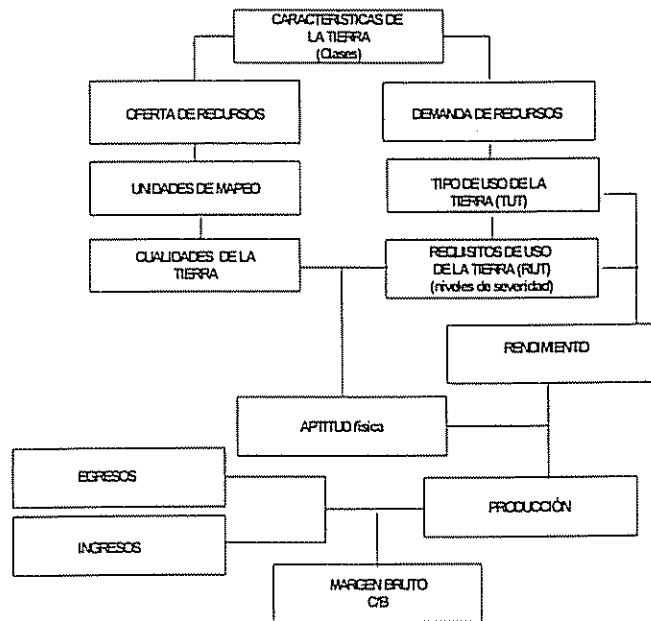 CARACTERISTICAS DE
LA TIERRA
(Clases)
OFERTA DE RECURSOS
DEMANDA DE RECURSOS
UNIDADES DE MAPEO
TIPO DE USO DE LA
TIERRA (TUT)
CUALIDADES DE LA
TIERRA
REQUISITOS DE USO
DE LA TIERRA (RUT)
(niveles de severidad)
RENDIMIENTO
APTITUD física
EGRESOS
PRODUCCIÓN
INGRESOS
MARGEN BRUTO
C/B